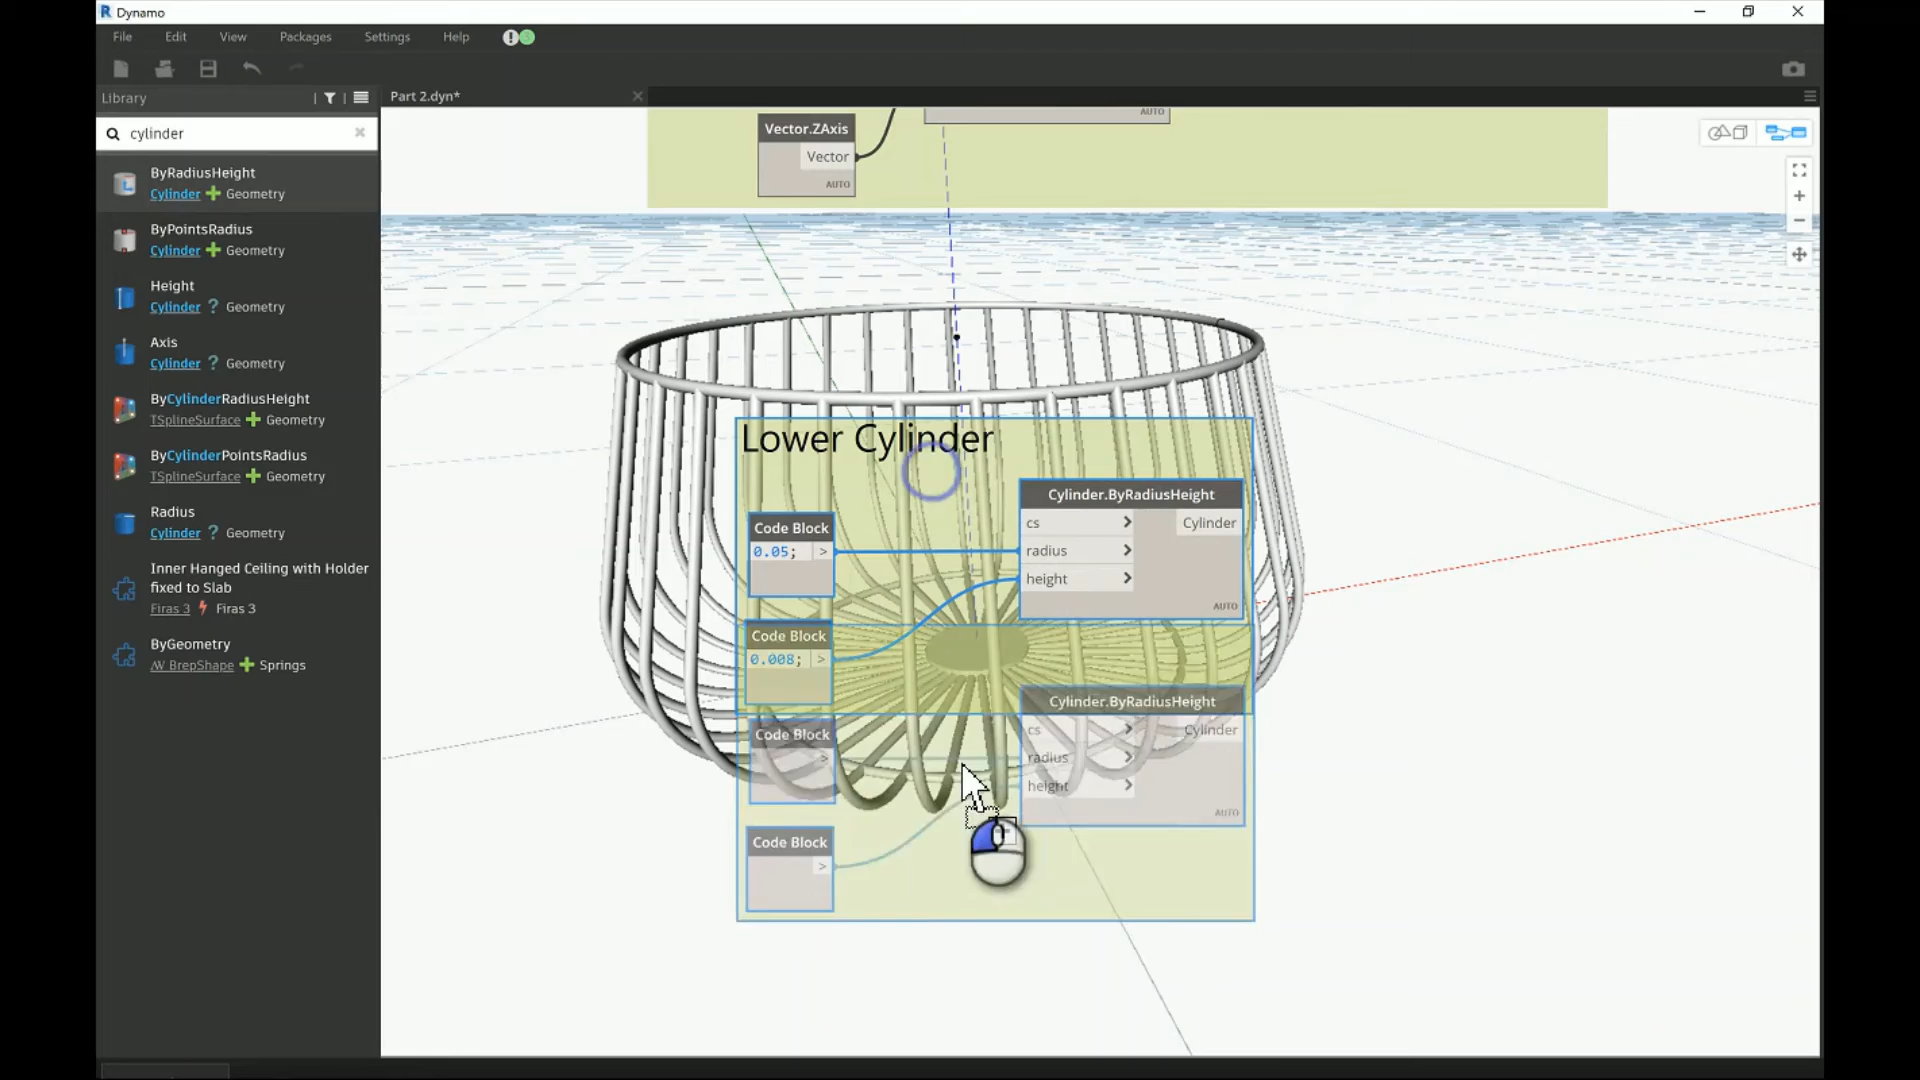 Dynamo
File Edit View Packages Settings Help
Library
Part 2.dyn*
cylinder
ByRadiusHeight
Cylinder Geometry
ByPointsRadius
Cylinder Geometry
Height
Cylinder ? Geometry
Axis
Cylinder ? Geometry
ByCylinderRadiusHeight
TSplineSurface Geometry
ByCylinderPointsRadius
TSplineSurface Geometry
Radius
Cylinder ? Geometry
Inner Hanged Ceiling with Holder
fixed to Slab
Firas 3 Firas 3
ByGeometry
BrepShape Springs
AUTO
Vector.ZAxis
Vector
AUTO
Lower Cylinder
Code Block
0.05; >
Code Block
0.008; >
Cylinder.ByRadiusHeight
cs > Cylinder
radius >
height >
AUTO
Code Block
>
Code Block
>
Cylinder.ByRadiusHeight
cs > Cylinder
radius >
height >
AUTO